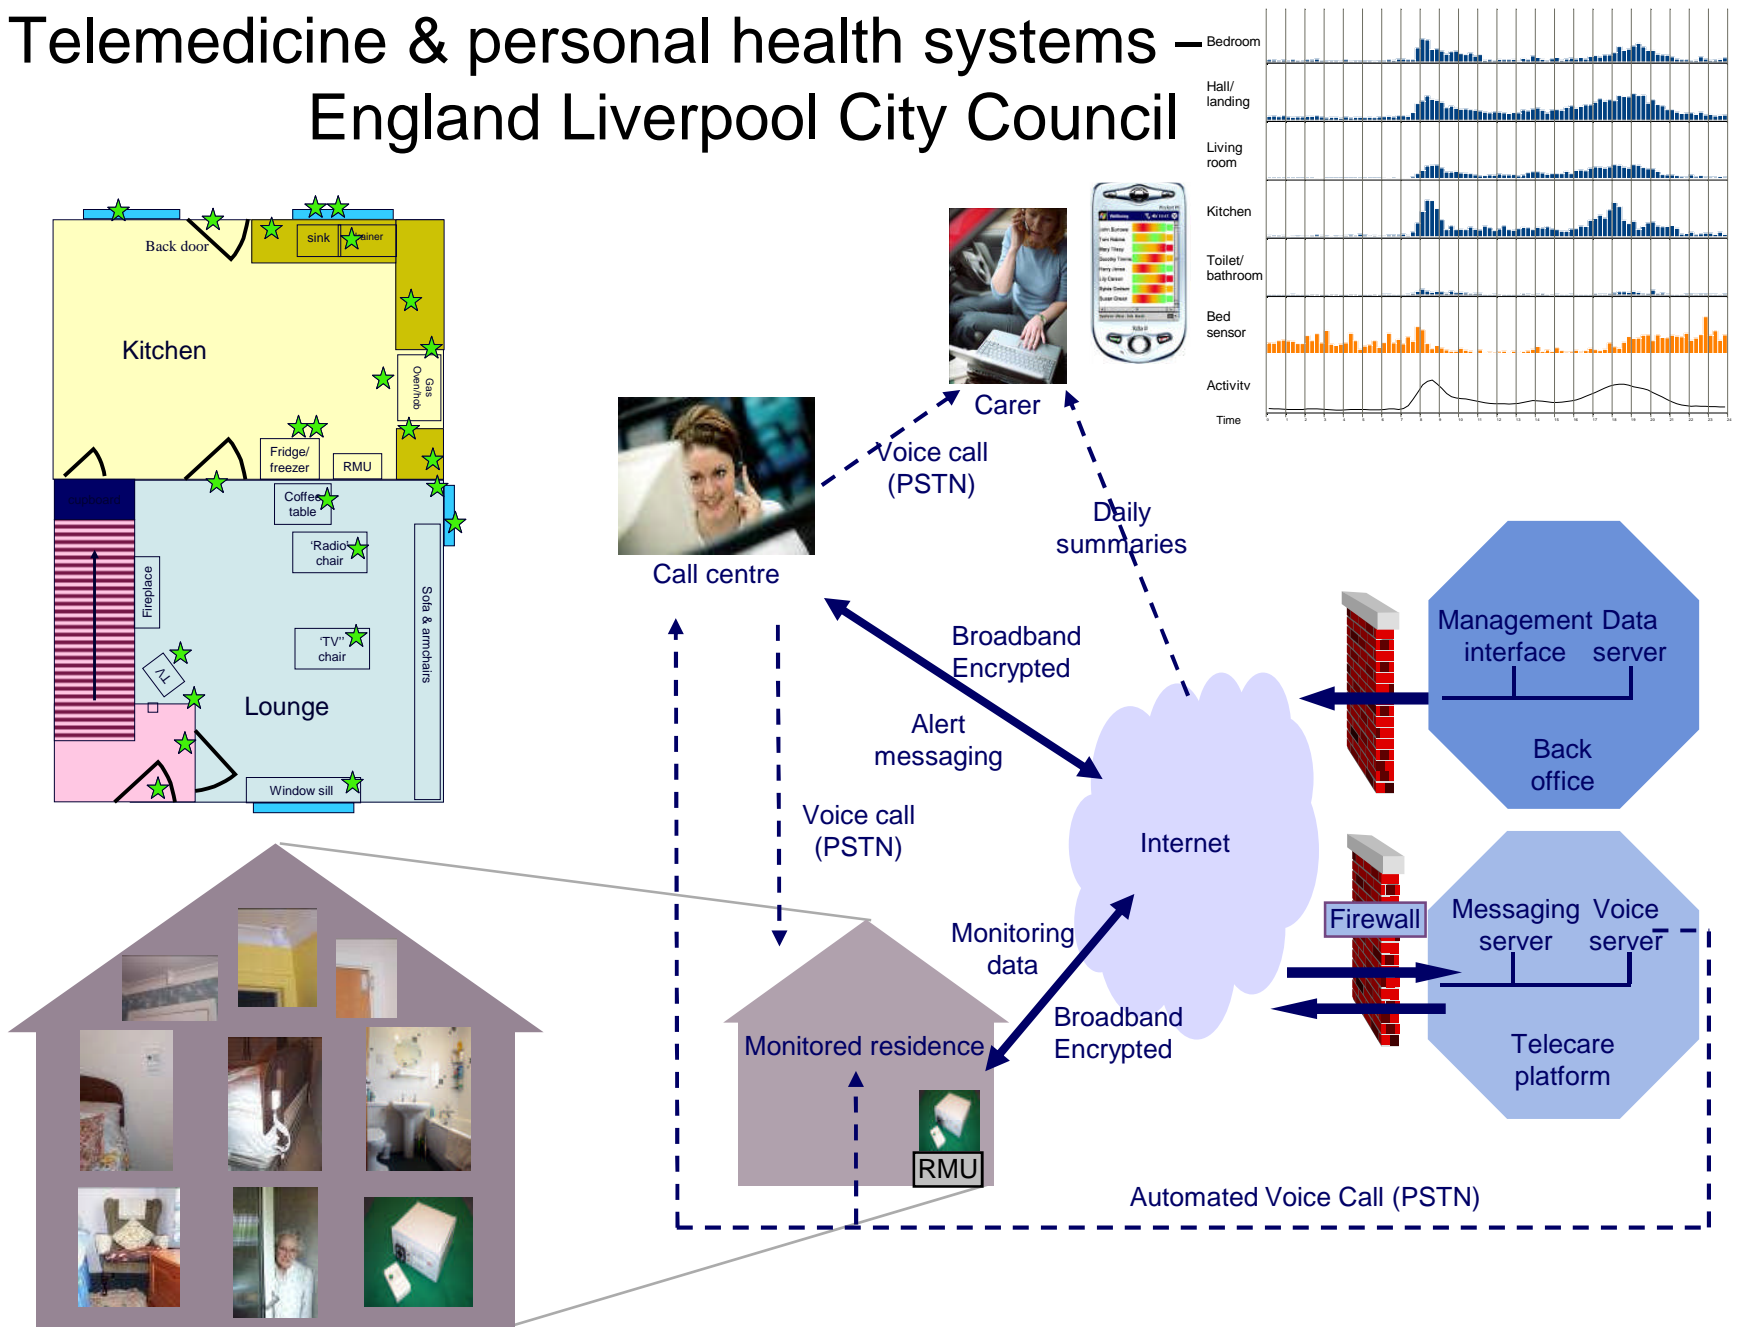 Telemedicine & personal health systems –
England Liverpool City Council
Bedroom
Hall/
landing
Living
room
Kitchen
Toilet/
bathroom
Bed
sensor
Activity
Time
Back door
sink
Kitchen
Gas
Oven/hob
Fridge/
freezer
RMU
Coffee
table
'Radio'
chair
Fireplace
'TV''
chair
Sofa & armchairs
TV
Lounge
Window sill
Carer
Voice call
(PSTN)
Daily
summaries
Call centre
Broadband
Encrypted
Alert
messaging
Voice call
(PSTN)
Internet
Management
interface
Data
server
Back
office
Firewall
Messaging
server
Voice
server
Telecare
platform
Monitoring
data
Broadband
Encrypted
Monitored residence
RMU
Automated Voice Call (PSTN)